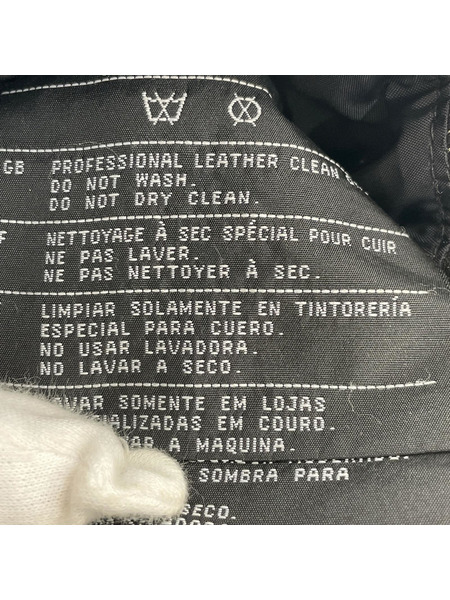 GB PROFESSIONAL LEATHER CLEAN
DO NOT WASH.
DO NOT DRY CLEAN.
F NETTOYAGE À SEC SPÉCIAL POUR CUIR
NE PAS LAVER.
NE PAS NETTOYER À SEC.
LIMPIAR SOLAMENTE EN TINTORERÍA
ESPECIAL PARA CUERO.
NO USAR LAVADORA.
NO LAVAR A SECO.
SOMENTE EM LOJAS
EM COURO.
A MAQUINA.
SOMBRA PARA
SECO.